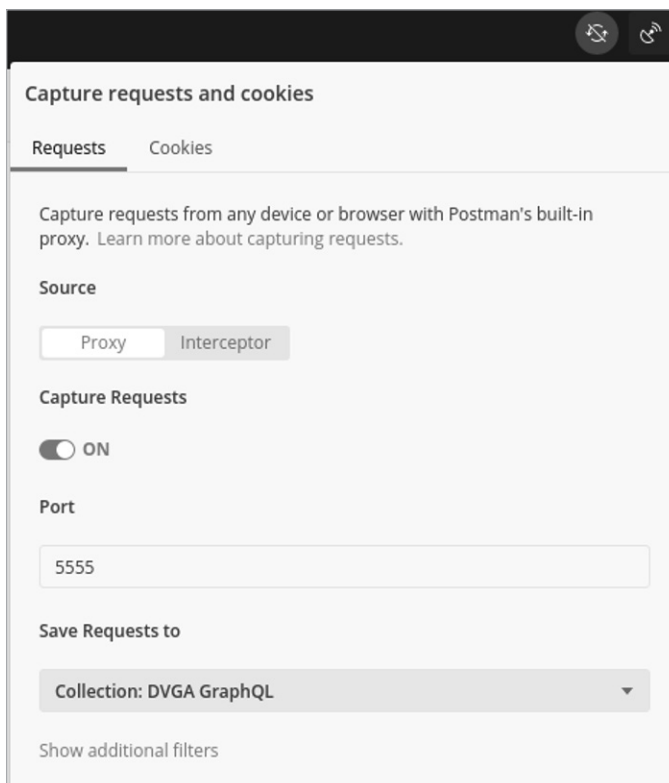 Capture requests and cookies
Requests Cookies
Capture requests from any device or browser with Postman's built-in
proxy. Learn more about capturing requests.
Source
Proxy Interceptor
Capture Requests
ON
Port
5555
Save Requests to
Collection: DVGA GraphQL
Show additional filters